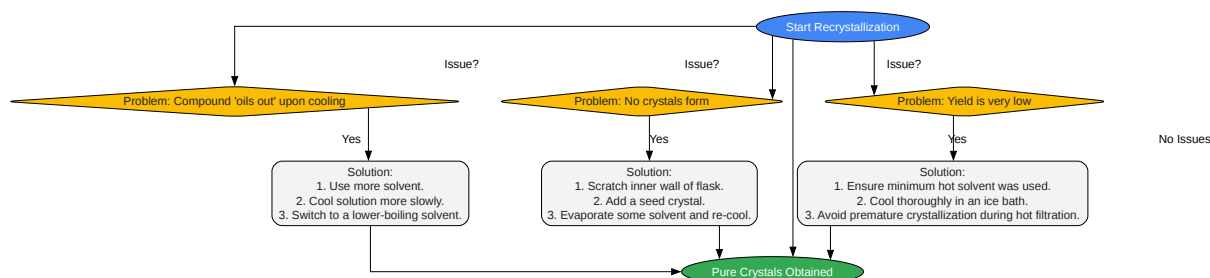 Start Recrystallization
Issue?
Issue?
Issue?
Problem: Compound 'oils out' upon cooling
Problem: No crystals form
Problem: Yield is very low
Yes
Yes
Yes
No Issues
Solution:
1. Use more solvent.
2. Cool solution more slowly.
3. Switch to a lower-boiling solvent.
Solution:
1. Scratch inner wall of flask.
2. Add a seed crystal.
3. Evaporate some solvent and re-cool.
Solution:
1. Ensure minimum hot solvent was used.
2. Cool thoroughly in an ice bath.
3. Avoid premature crystallization during hot filtration.
Pure Crystals Obtained